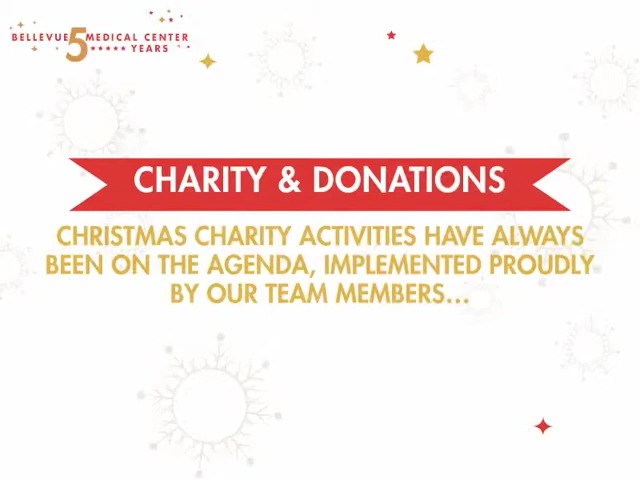 BELLEVUE 5 MEDICAL CENTER
YEARS
CHARITY & DONATIONS
CHRISTMAS CHARITY ACTIVITIES HAVE ALWAYS
BEEN ON THE AGENDA, IMPLEMENTED PROUDLY
BY OUR TEAM MEMBERS...